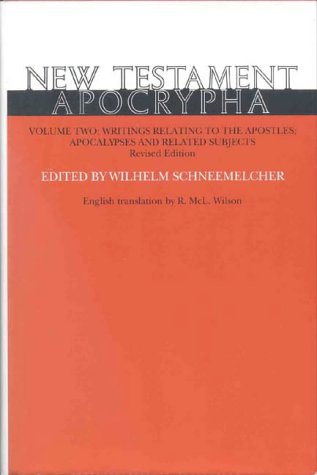 NEW TESTAMENT
APOCRYPHA
VOLUME TWO: WRITINGS RELATING TO THE APOSTLES;
APOCALYPSES AND RELATED SUBJECTS
Revised Edition
EDITED BY WILHELM SCHNEEMELCHER
English translation by R. McL. Wilson